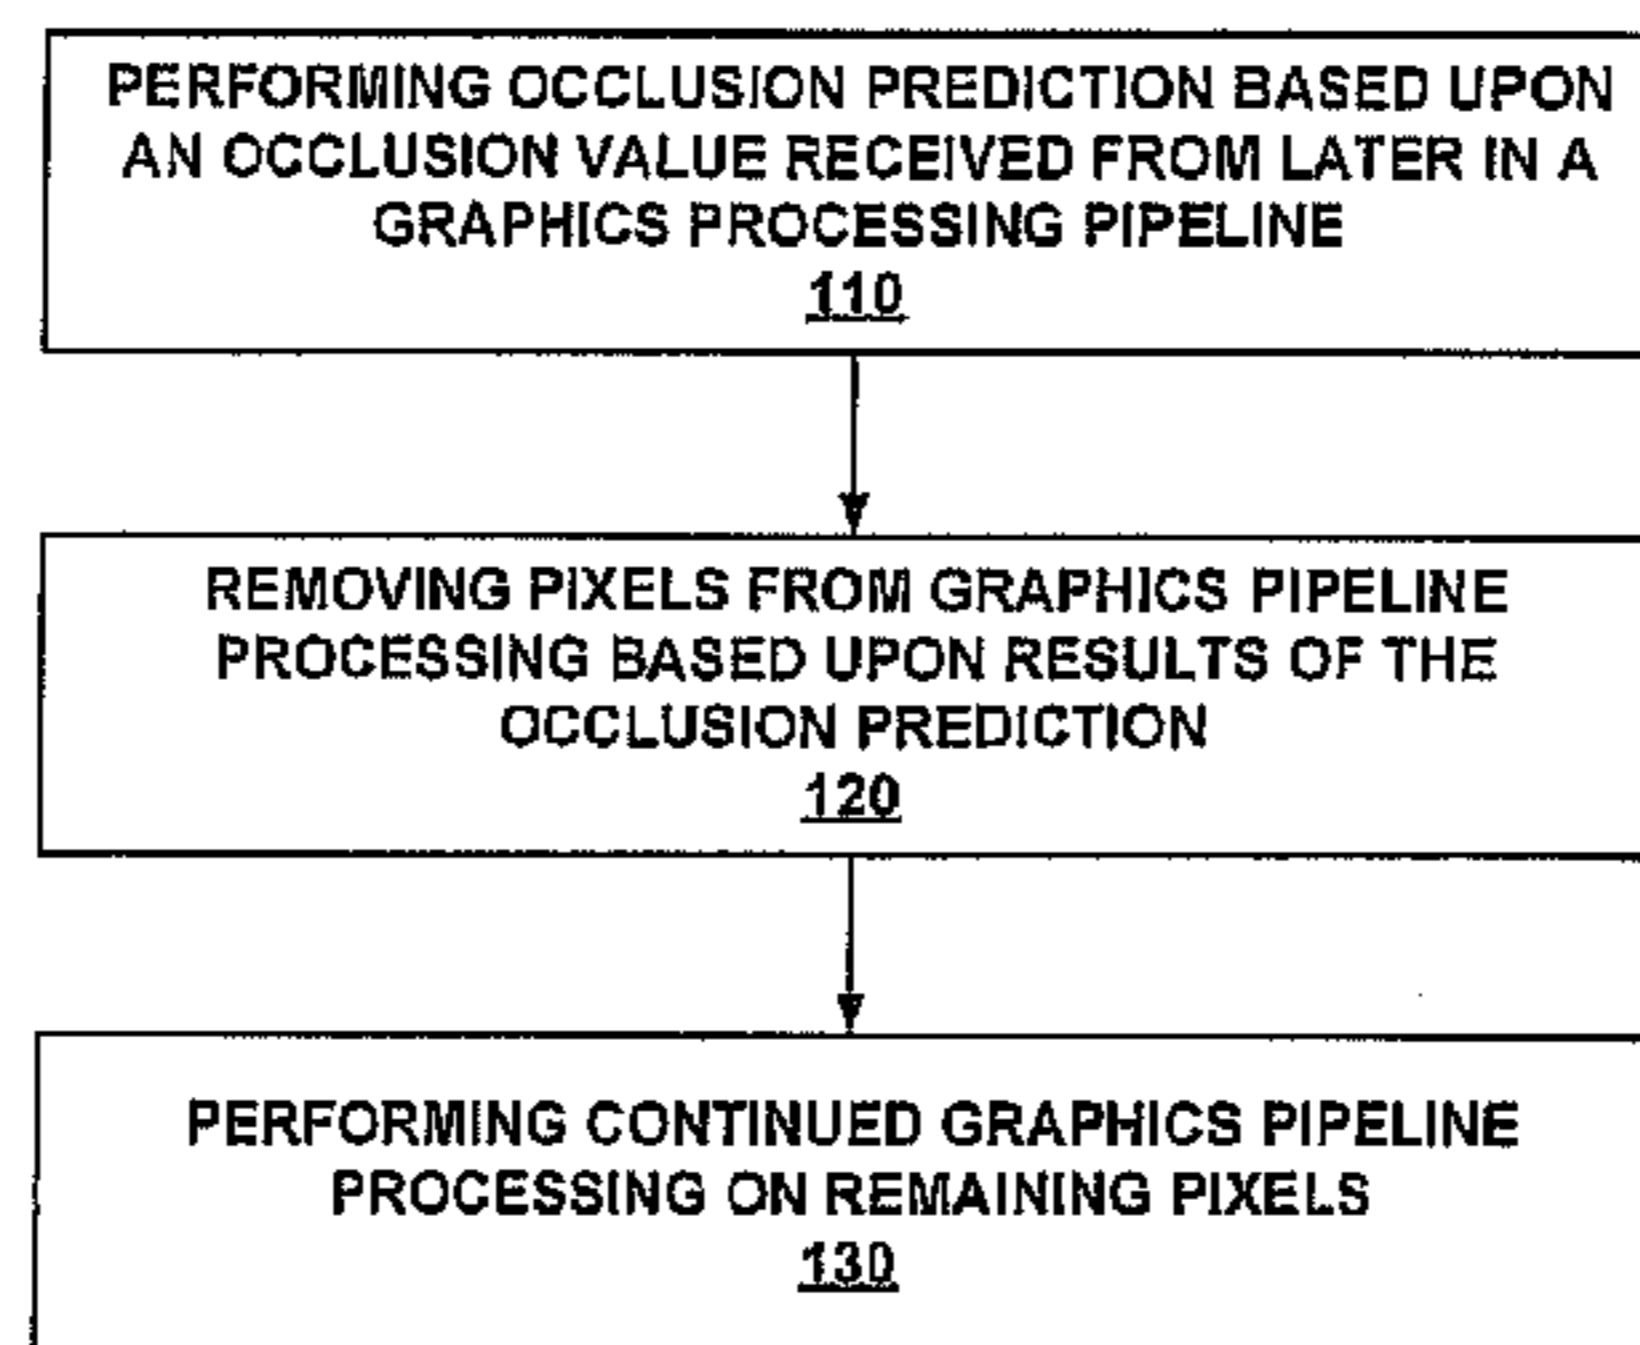 PERFORMING OCCLUSION PREDICTION BASED UPON
AN OCCLUSION VALUE RECEIVED FROM LATER IN A
GRAPHICS PROCESSING PIPELINE
110
REMOVING PIXELS FROM GRAPHICS PIPELINE
PROCESSING BASED UPON RESULTS OF THE
OCCLUSION PREDICTION
120
PERFORMING CONTINUED GRAPHICS PIPELINE
PROCESSING ON REMAINING PIXELS
130